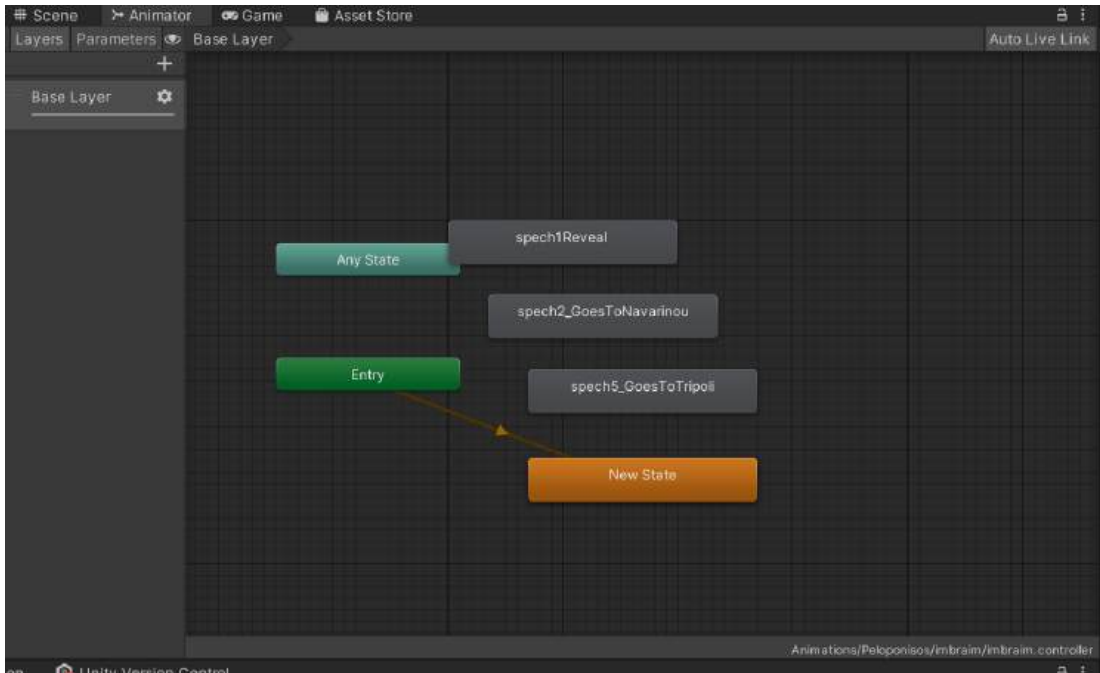 Scene Animator Game Asset Store
Layers Parameters Base Layer Auto Live Link
Base Layer
spech1Reveal
Any State
spech2_GoesToNavarinou
Entry
spech5_GoesToTripoli
New State
Animations/Peloponisos/imbraim/imbraim.controller
Unity Version Control